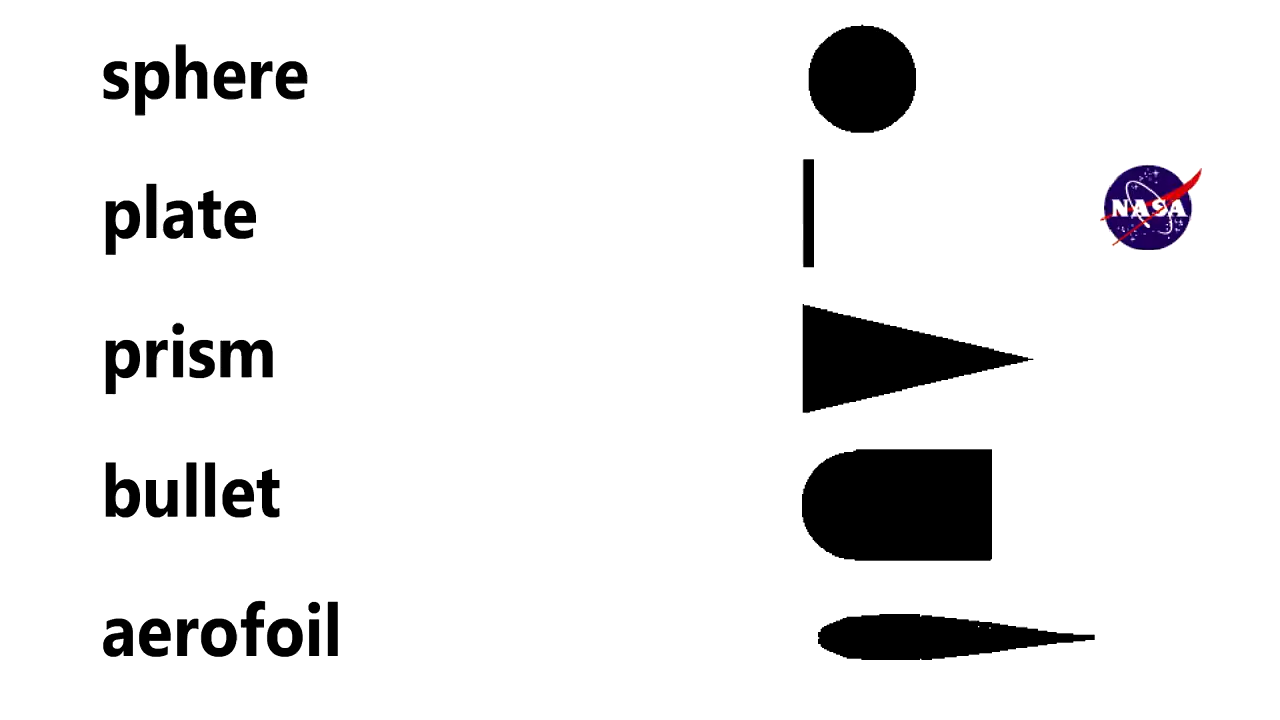 sphere
plate
NASA
prism
bullet
aerofoil